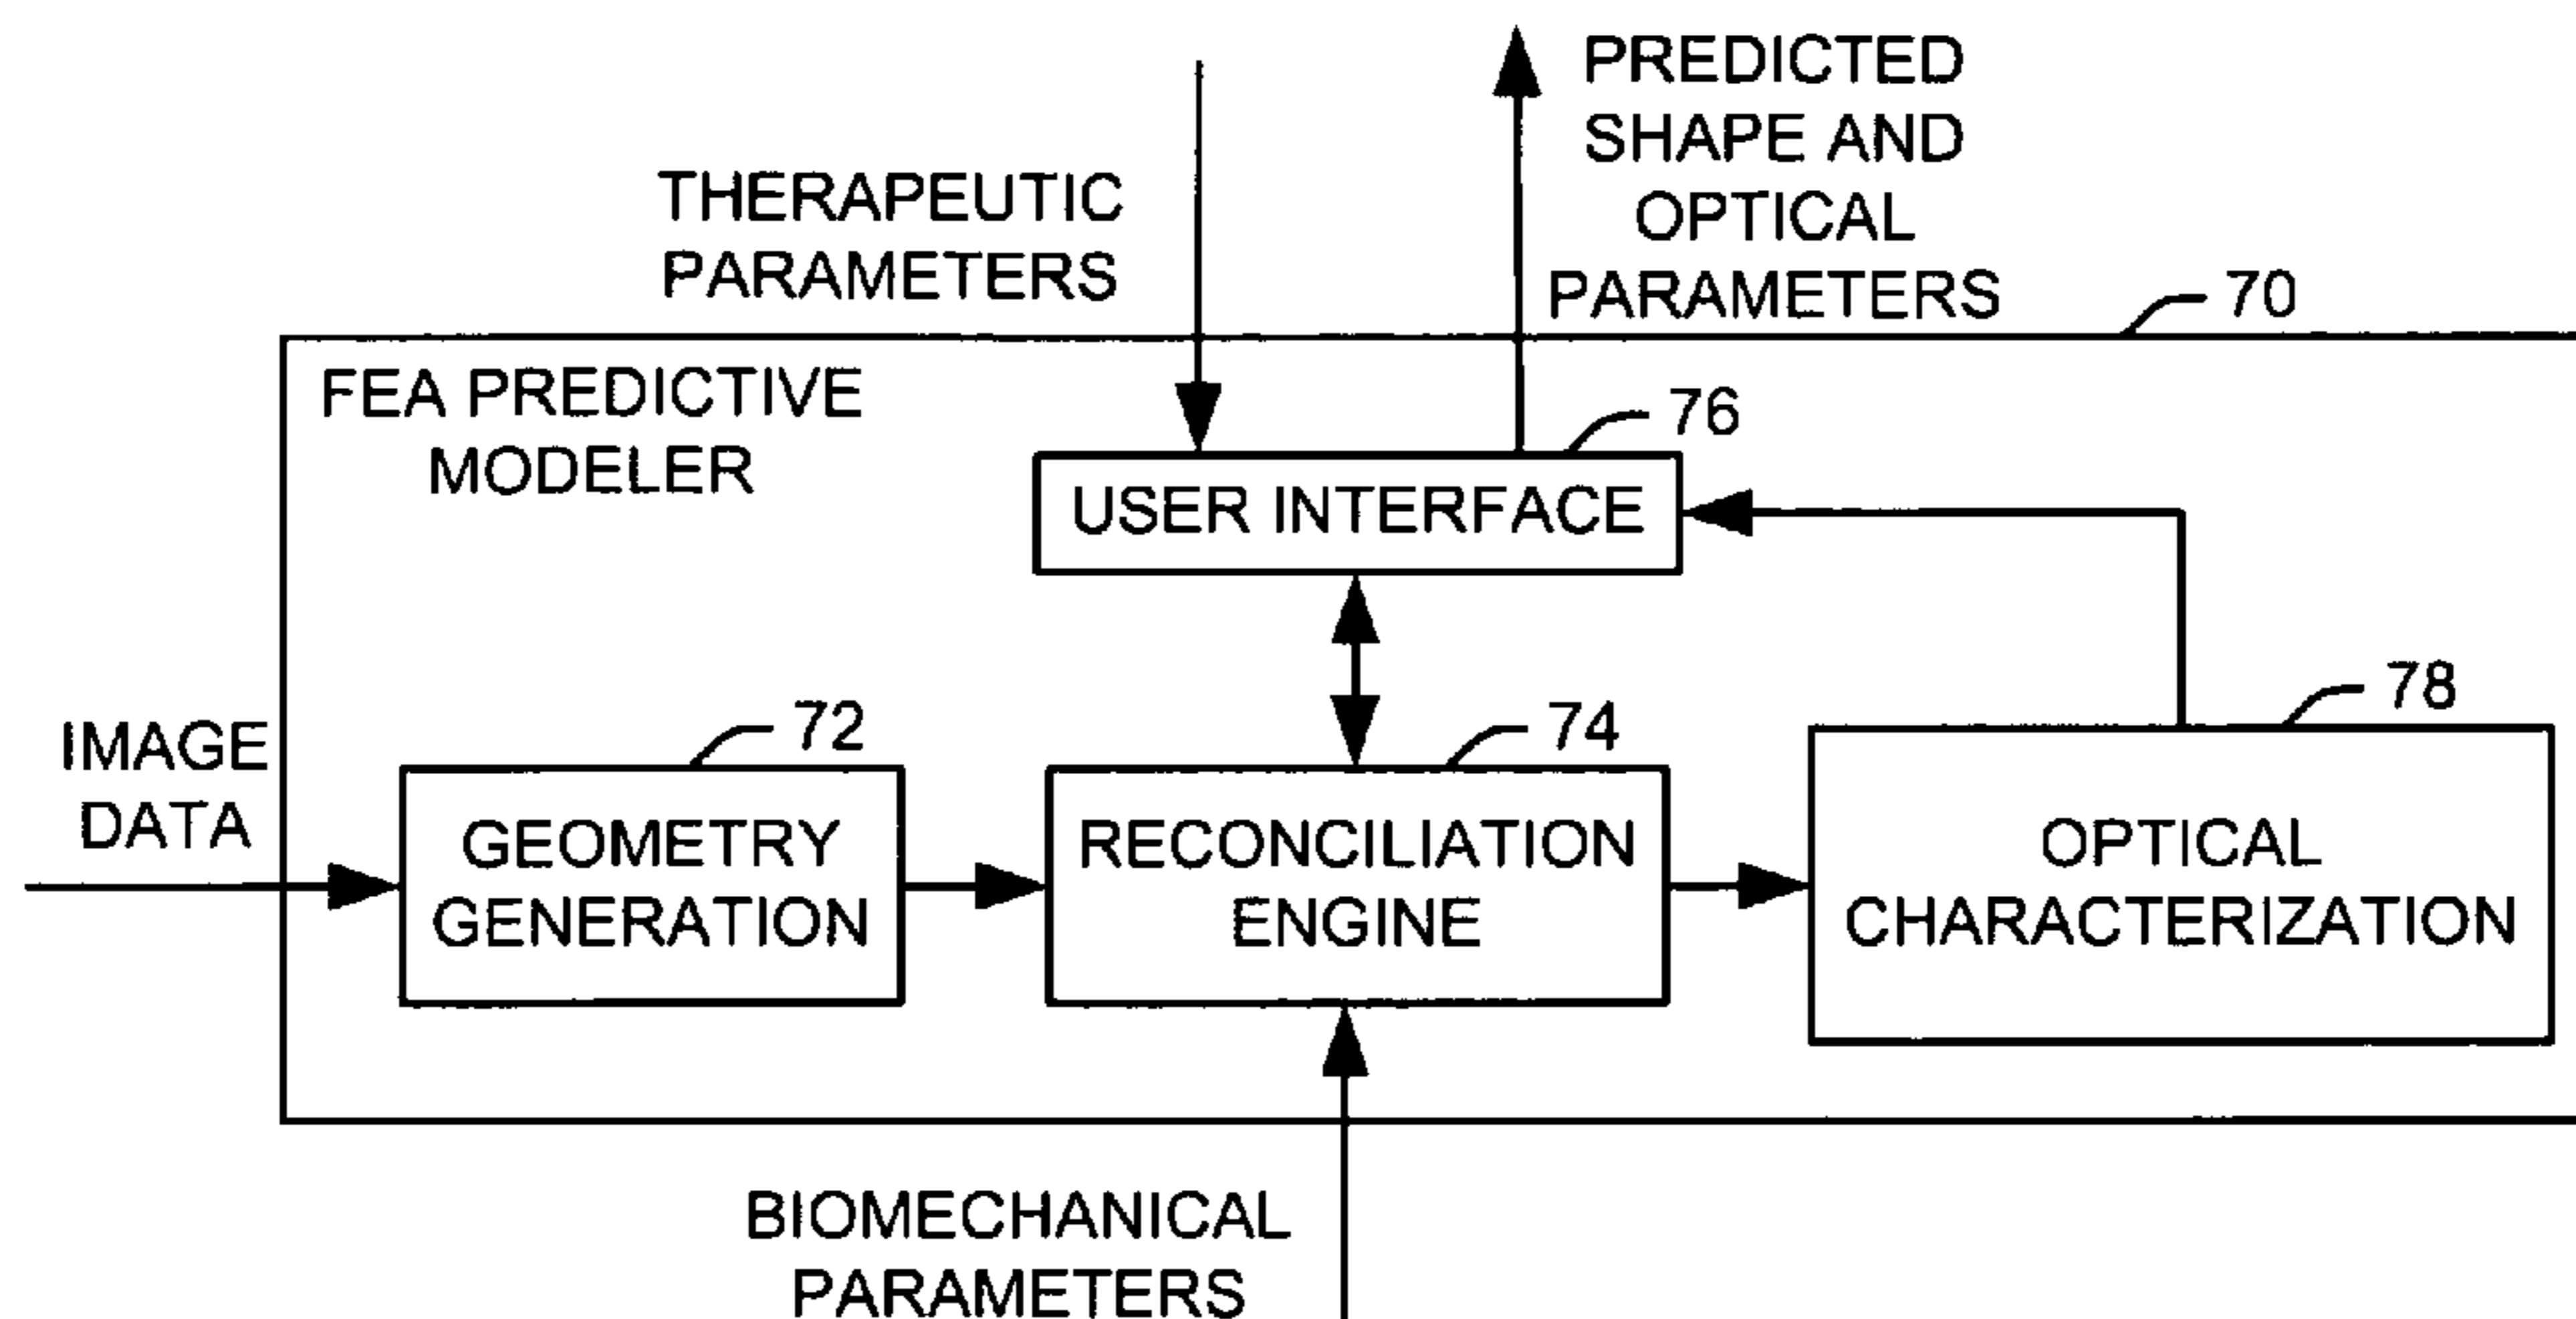 PREDICTED
SHAPE AND
OPTICAL
PARAMETERS
THERAPEUTIC
PARAMETERS
70
FEA PREDICTIVE
MODELER
76
USER INTERFACE
IMAGE
DATA
72
GEOMETRY
GENERATION
74
RECONCILIATION
ENGINE
78
OPTICAL
CHARACTERIZATION
BIOMECHANICAL
PARAMETERS